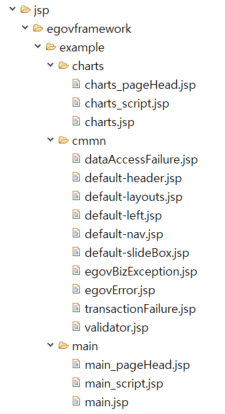 jsp
egovframework
example
charts
charts_pageHead.jsp
charts_script.jsp
charts.jsp
cmmn
dataAccessFailure.jsp
default-header.jsp
default-layouts.jsp
default-left.jsp
default-nav.jsp
default-slideBox.jsp
egovBizException.jsp
egovError.jsp
transactionFailure.jsp
validator.jsp
main
main_pageHead.jsp
main_script.jsp
main.jsp